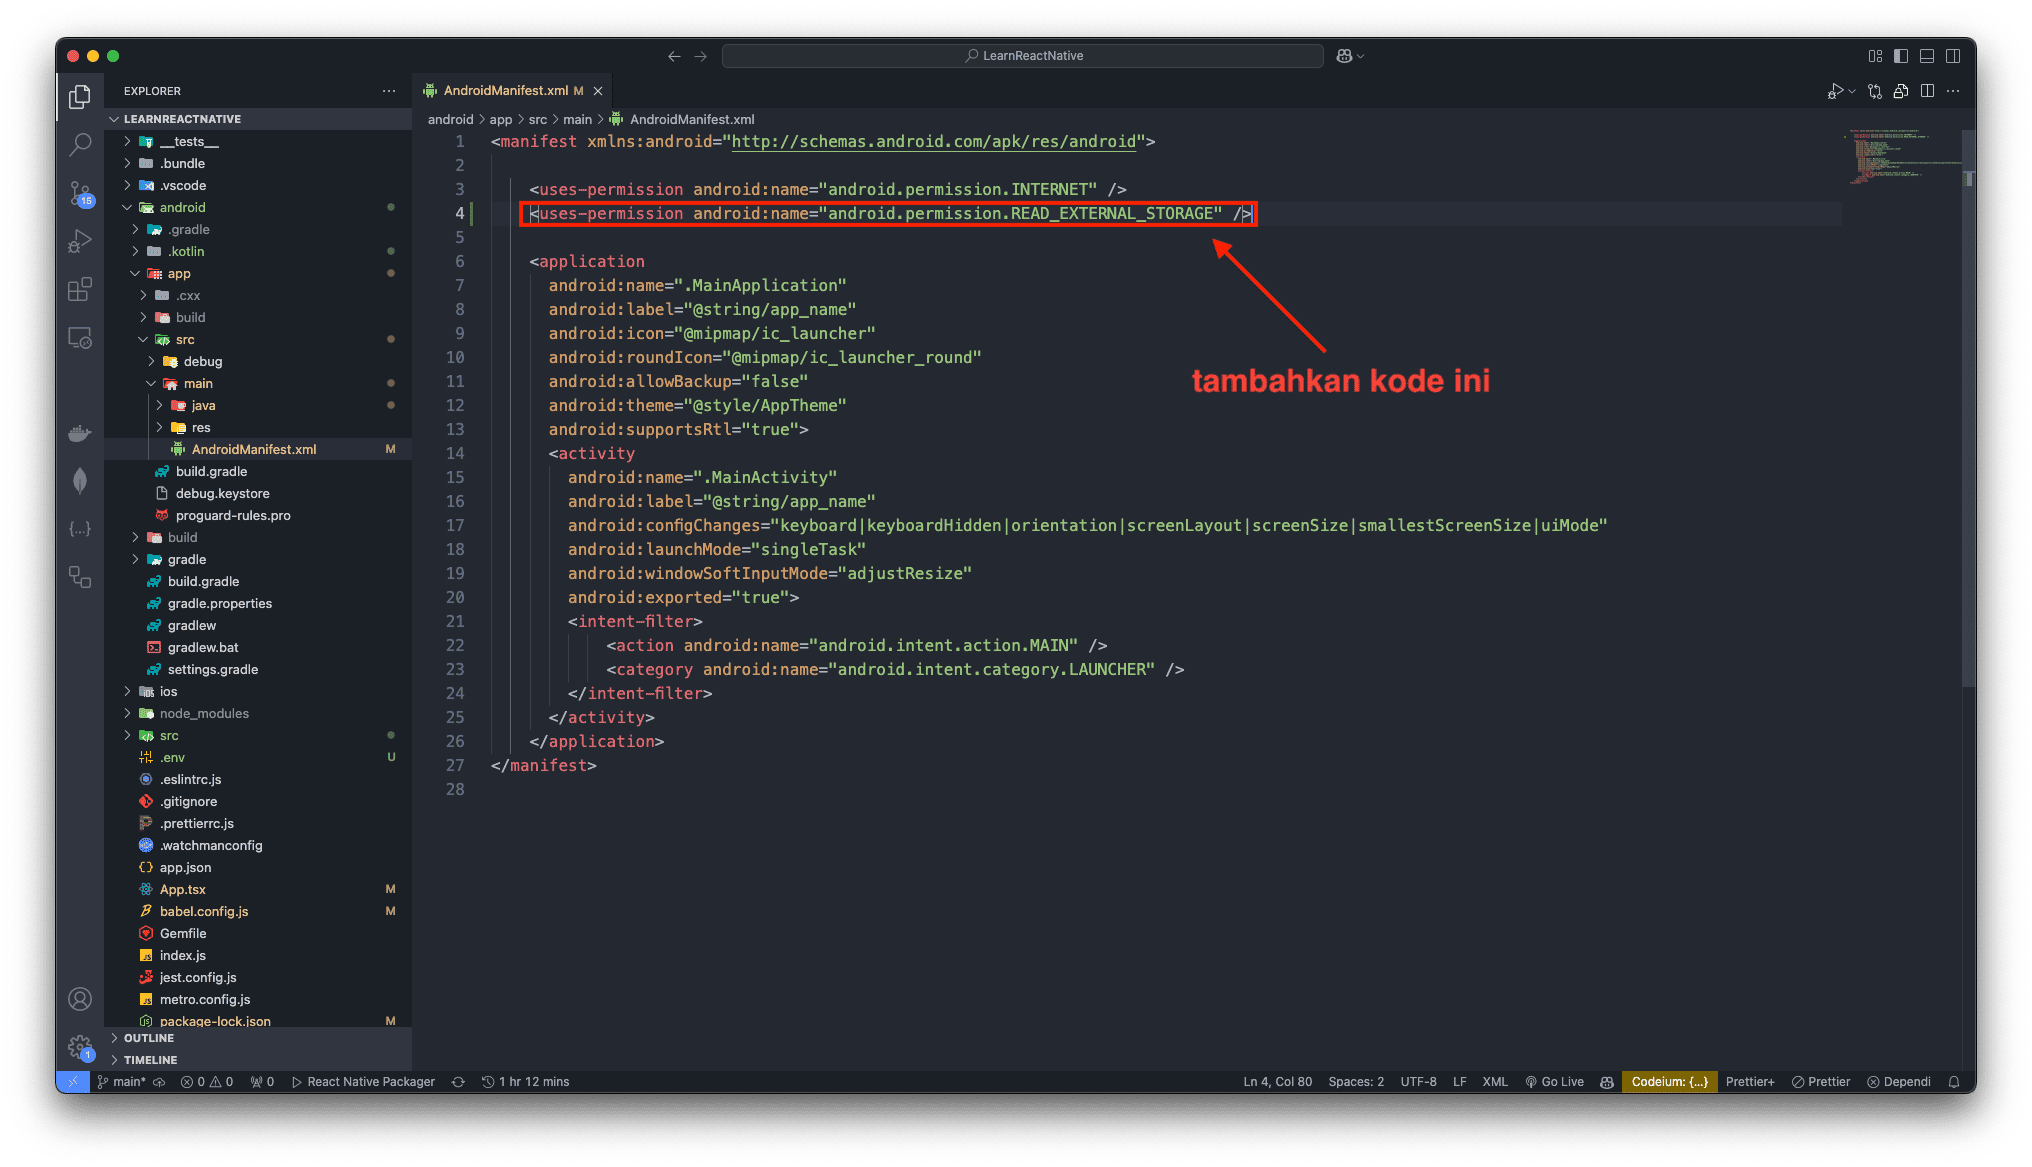 LearnReactNative
EXPLORER
LEARNREACTNATIVE
__tests__
.bundle
.vscode
android
.gradle
.kotlin
app
.cxx
build
src
debug
main
java
res
AndroidManifest.xml M
build.gradle
debug.keystore
proguard-rules.pro
build
gradle
build.gradle
gradle.properties
gradlew
gradlew.bat
settings.gradle
ios
node_modules
src
.env U
.eslintrc.js
.gitignore
.prettierrc.js
.watchmanconfig
app.json
App.tsx M
babel.config.js M
Gemfile
index.js
jest.config.js
metro.config.js
package-lock.json M
OUTLINE
TIMELINE
15
1
AndroidManifest.xml M
android > app > src > main > AndroidManifest.xml
1 <manifest xmlns:android="http://schemas.android.com/apk/res/android">
2
3 <uses-permission android:name="android.permission.INTERNET" />
4 <uses-permission android:name="android.permission.READ_EXTERNAL_STORAGE" />
5
6 <application
7 android:name=".MainApplication"
8 android:label="@string/app_name"
9 android:icon="@mipmap/ic_launcher"
10 android:roundIcon="@mipmap/ic_launcher_round"
11 android:allowBackup="false"
12 android:theme="@style/AppTheme"
13 android:supportsRtl="true">
14 <activity
15 android:name=".MainActivity"
16 android:label="@string/app_name"
17 android:configChanges="keyboard|keyboardHidden|orientation|screenLayout|screenSize|smallestScreenSize|uiMode"
18 android:launchMode="singleTask"
19 android:windowSoftInputMode="adjustResize"
20 android:exported="true">
21 <intent-filter>
22 <action android:name="android.intent.action.MAIN" />
23 <category android:name="android.intent.category.LAUNCHER" />
24 </intent-filter>
25 </activity>
26 </application>
27 </manifest>
28
tambahkan kode ini
main* 0 0 0 React Native Packager 1 hr 12 mins Ln 4, Col 80 Spaces: 2 UTF-8 LF XML Go Live Codeium: {...} Prettier+ Prettier Dependi